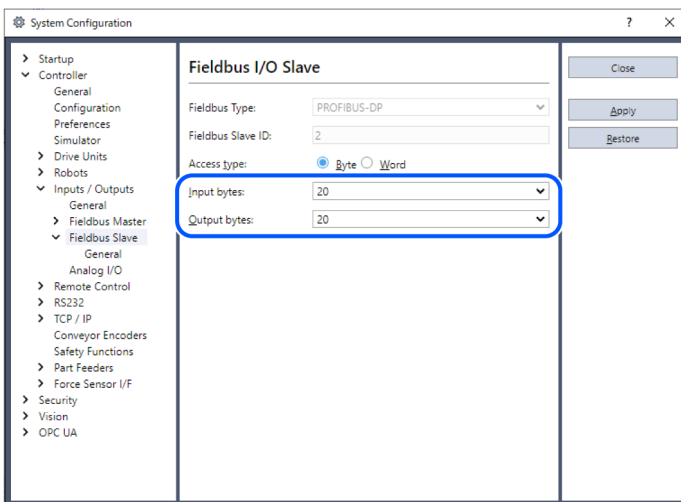 System Configuration
?
Startup
Controller
General
Configuration
Preferences
Simulator
Drive Units
Robots
Inputs / Outputs
General
Fieldbus Master
Fieldbus Slave
General
Analog I/O
Remote Control
RS232
TCP / IP
Conveyor Encoders
Safety Functions
Part Feeders
Force Sensor I/F
Security
Vision
OPC UA
Fieldbus I/O Slave
Fieldbus Type: PROFIBUS-DP
Fieldbus Slave ID: 2
Access type: Byte Word
Input bytes: 20
Output bytes: 20
Close
Apply
Restore